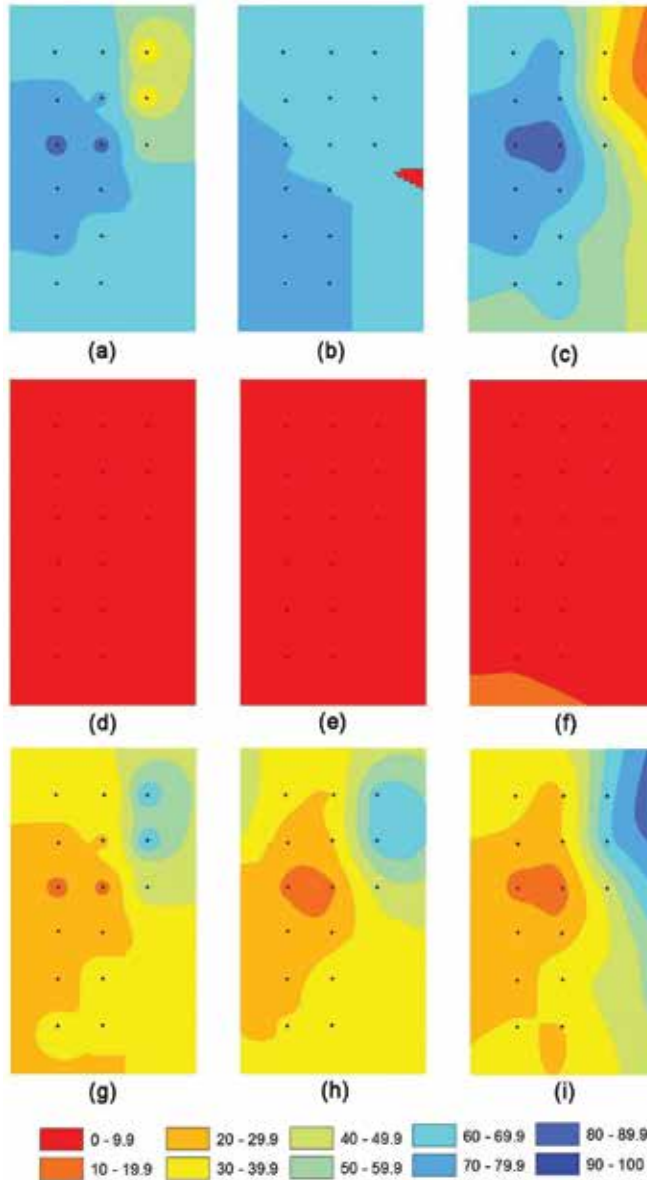 (a) (b) (c)
(d) (e) (f)
(g) (h) (i)
0 - 9.9 20 - 29.9 40 - 49.9 60 - 69.9 80 - 89.9
10 - 19.9 30 - 39.9 50 - 59.9 70 - 79.9 90 - 100